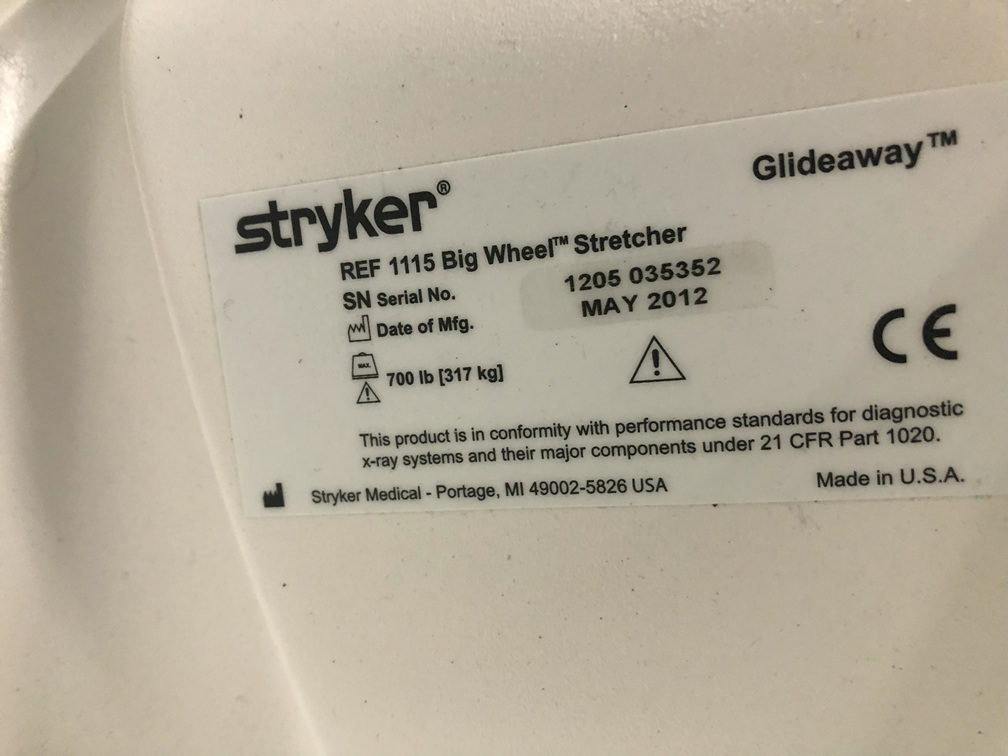 stryker®
Glideaway™
REF 1115 Big Wheel™ Stretcher
SN Serial No. 1205 035352
Date of Mfg. MAY 2012
MAX.
700 lb [317 kg]
CE
This product is in conformity with performance standards for diagnostic
x-ray systems and their major components under 21 CFR Part 1020.
Stryker Medical - Portage, MI 49002-5826 USA
Made in U.S.A.